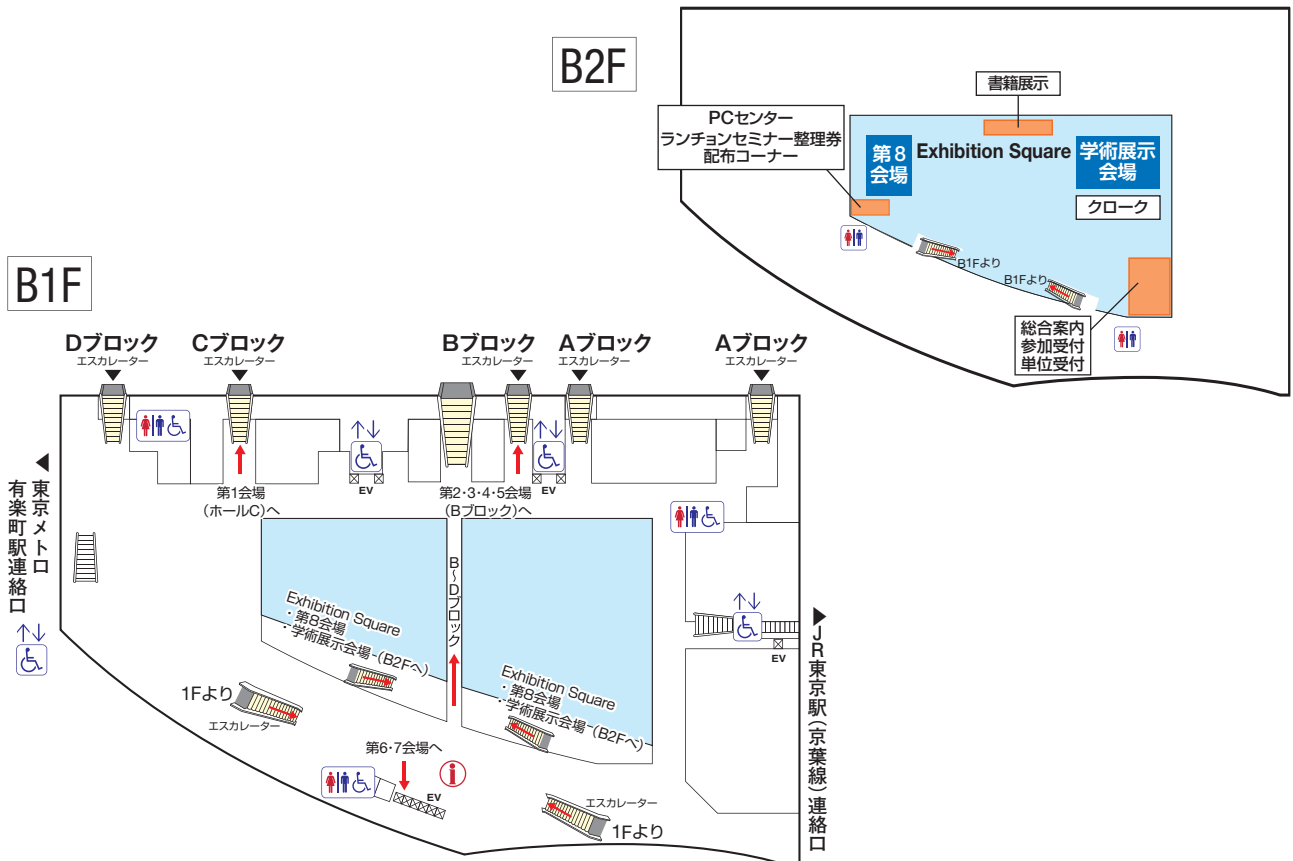 B2F
書籍展示
PCセンター
ランチョンセミナー整理券
配布コーナー
第8
会場
Exhibition Square
学術展示
会場
クローク
B1Fより
B1Fより
総合案内
参加受付
単位受付
B1F
Dブロック
エスカレーター
Cブロック
エスカレーター
Bブロック
エスカレーター
Aブロック
エスカレーター
Aブロック
エスカレーター
第1会場
(ホールC)へ
EV
第2・3・4・5会場
(Bブロック)へ
EV
東京メトロ
有楽町駅連絡口
B〜Dブロック
Exhibition Square
・第8会場
・学術展示会場(B2Fへ)
Exhibition Square
・第8会場
・学術展示会場(B2Fへ)
EV
JR東京駅(京葉線)連絡口
1Fより
エスカレーター
第6・7会場へ
i
EV
エスカレーター
1Fより